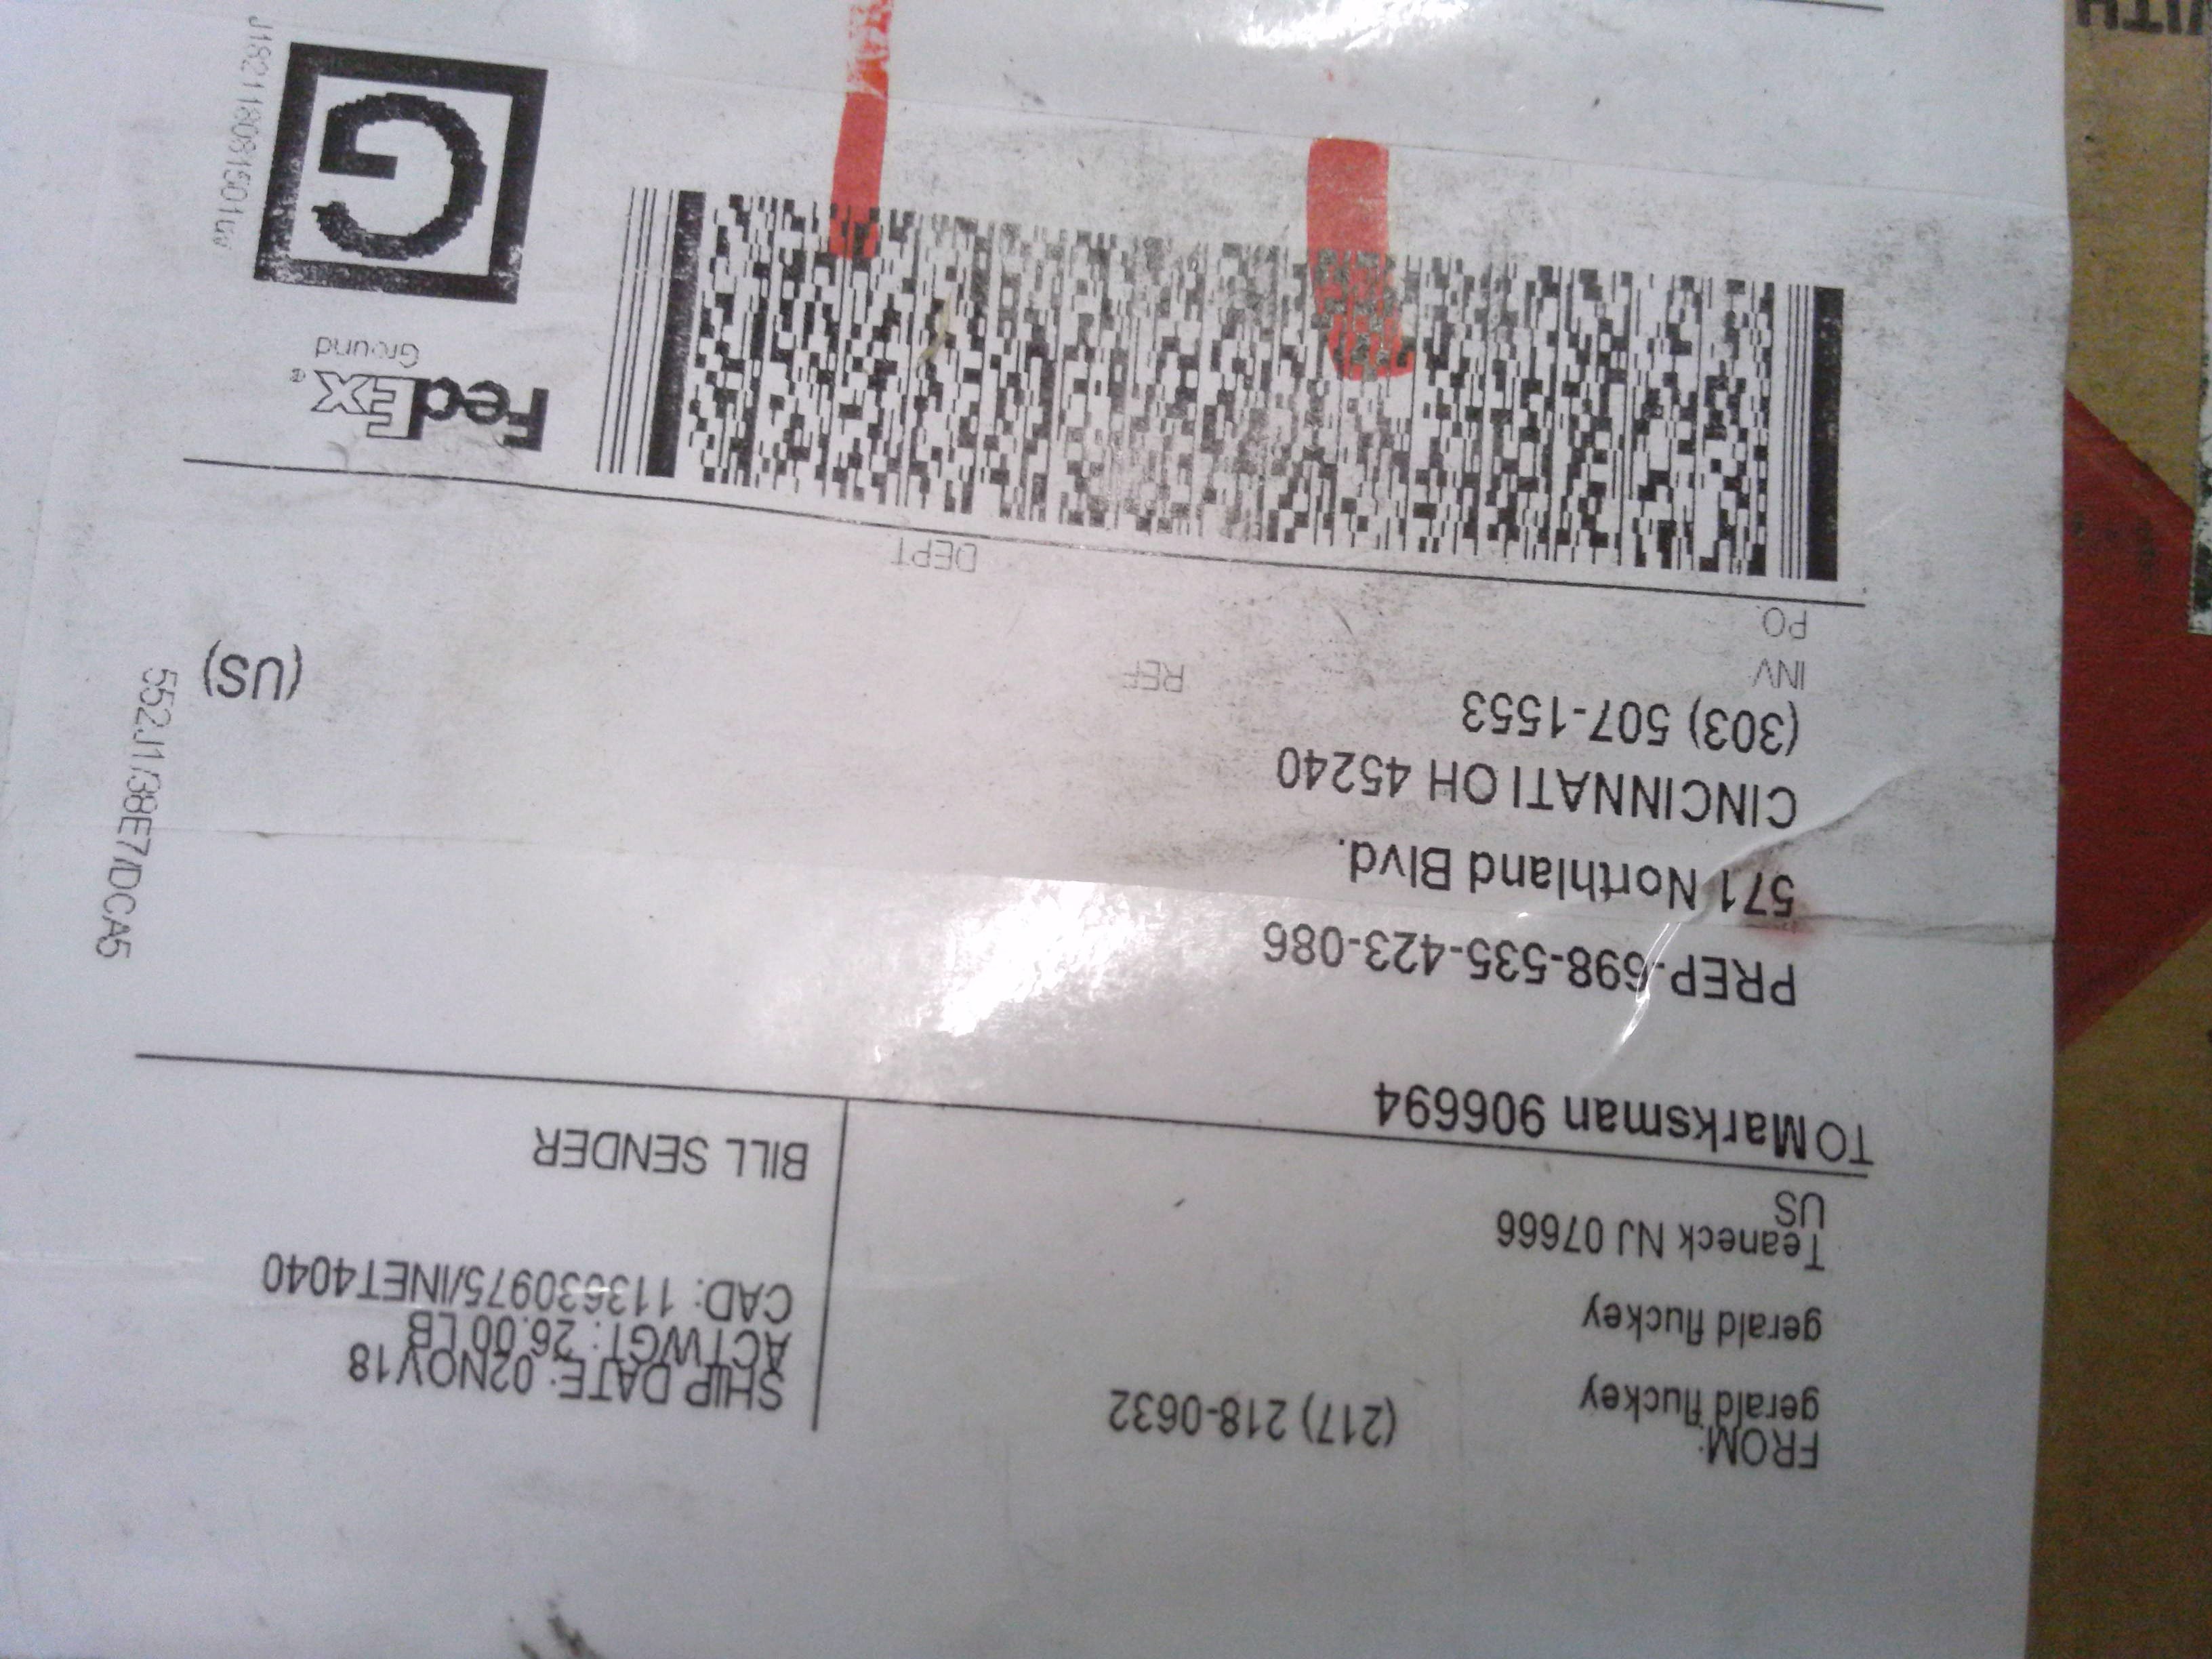 FROM:
gerald fluckey (217) 218-0632
gerald fluckey
Teaneck NJ 07666
US
SHIP DATE: 02NOV18
ACTWGT: 26.00 LB
CAD: 113630975/INET4040
BILL SENDER
TO Marksman 906694
PREP-698-535-423-086
571 Northland Blvd.
CINCINNATI OH 45240
(303) 507-1553
INV REF
PO DEPT
(US)
552J1/38E7/DCA5
FedEx®
Ground
G